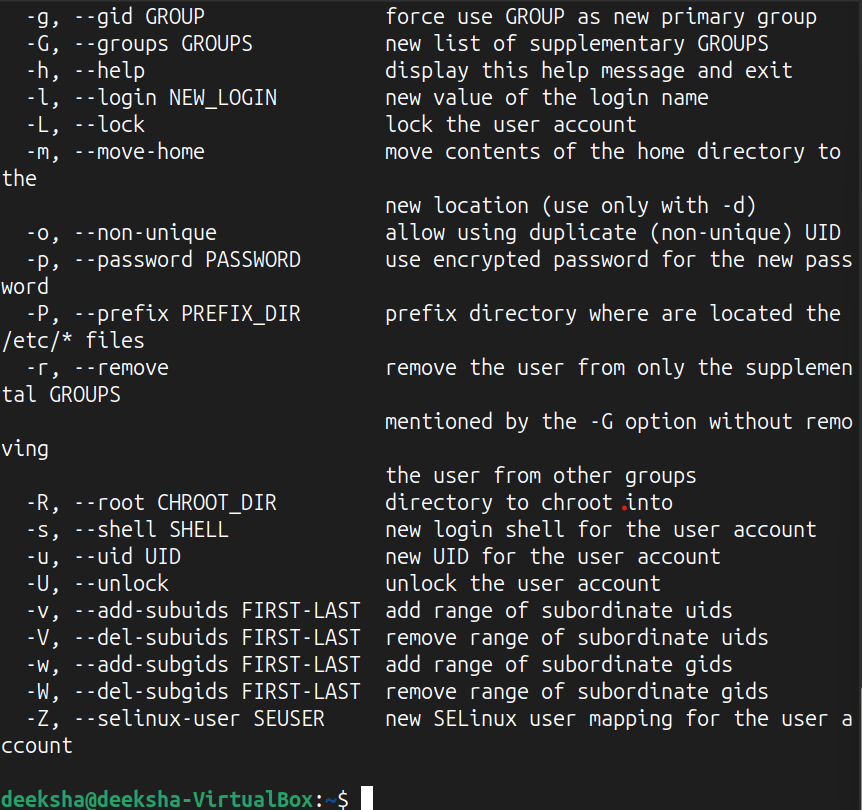 -g, --gid GROUP force use GROUP as new primary group
-G, --groups GROUPS new list of supplementary GROUPS
-h, --help display this help message and exit
-l, --login NEW_LOGIN new value of the login name
-L, --lock lock the user account
-m, --move-home move contents of the home directory to
the
new location (use only with -d)
-o, --non-unique allow using duplicate (non-unique) UID
-p, --password PASSWORD use encrypted password for the new pass
word
-P, --prefix PREFIX_DIR prefix directory where are located the
/etc/* files
-r, --remove remove the user from only the supplemen
tal GROUPS
mentioned by the -G option without remo
ving
the user from other groups
-R, --root CHROOT_DIR directory to chroot into
-s, --shell SHELL new login shell for the user account
-u, --uid UID new UID for the user account
-U, --unlock unlock the user account
-v, --add-subuids FIRST-LAST add range of subordinate uids
-V, --del-subuids FIRST-LAST remove range of subordinate uids
-w, --add-subgids FIRST-LAST add range of subordinate gids
-W, --del-subgids FIRST-LAST remove range of subordinate gids
-Z, --selinux-user SEUSER new SELinux user mapping for the user a
ccount
deeksha@deeksha-VirtualBox:~$